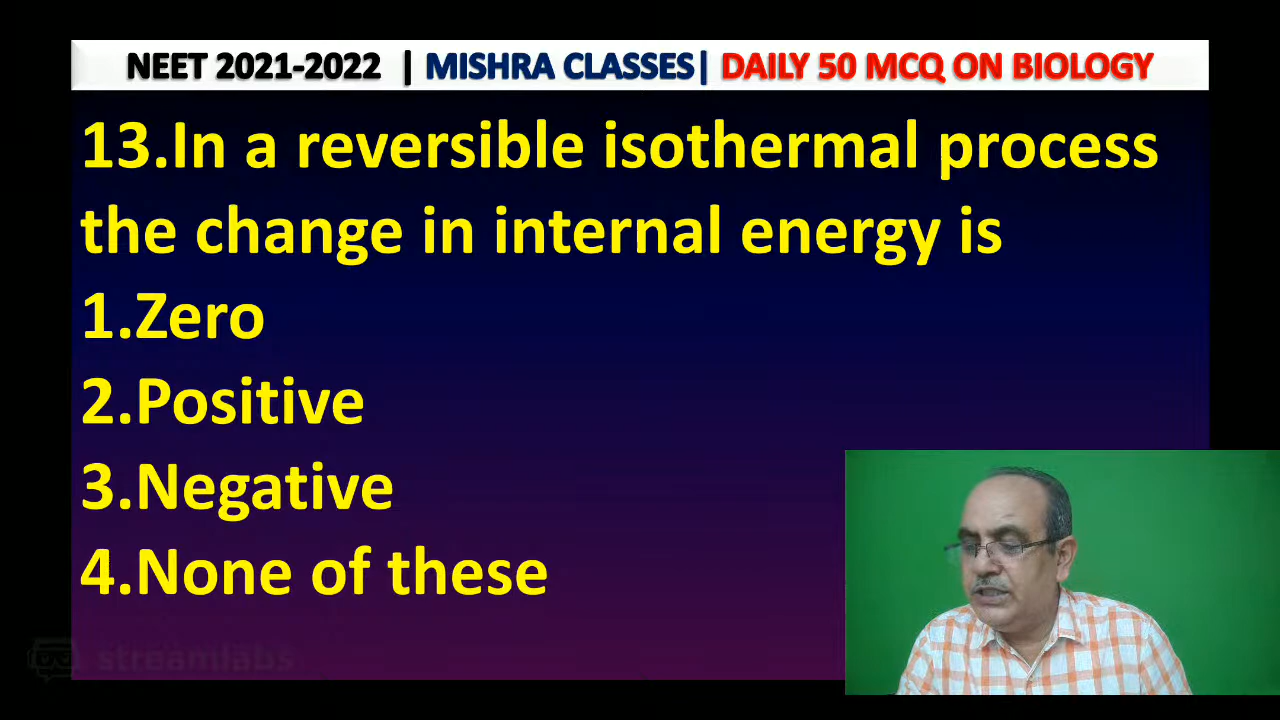 NEET 2021-2022 | MISHRA CLASSES| DAILY 50 MCQ ON BIOLOGY
13.In a reversible isothermal process
the change in internal energy is
1.Zero
2.Positive
3.Negative
4.None of these
streamlabs